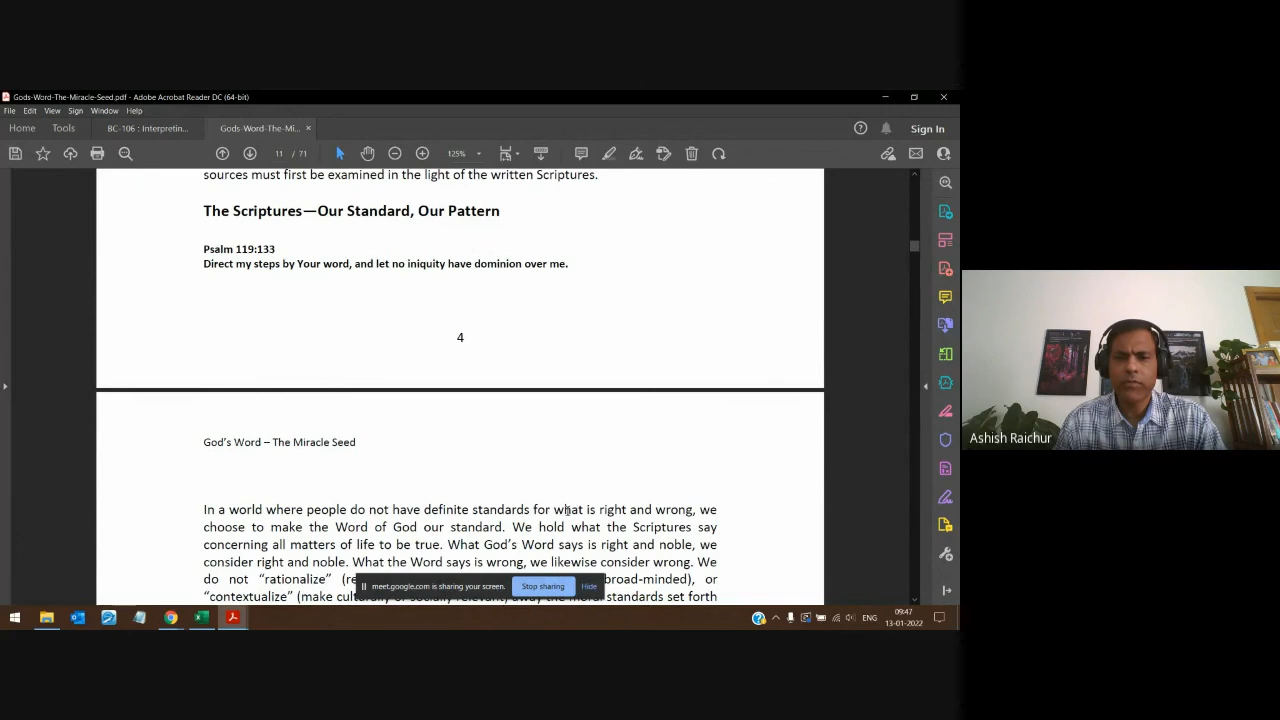 Gods-Word-The-Miracle-Seed.pdf - Adobe Acrobat Reader DC (64-bit)
File Edit View Sign Window Help
Home Tools BC-106 : Interpretin... Gods-Word-The-Mi... ×
Sign In
11 / 71 125%
sources must first be examined in the light of the written Scriptures.
The Scriptures—Our Standard, Our Pattern
Psalm 119:133
Direct my steps by Your word, and let no iniquity have dominion over me.
4
God's Word – The Miracle Seed
In a world where people do not have definite standards for what is right and wrong, we
choose to make the Word of God our standard. We hold what the Scriptures say
concerning all matters of life to be true. What God's Word says is right and noble, we
consider right and noble. What the Word says is wrong, we likewise consider wrong. We
do not "rationalize" broad-minded), or
"contextualize" (make standards set forth
meet.google.com is sharing your screen. Stop sharing Hide
Ashish Raichur
ENG
09:47
13-01-2022